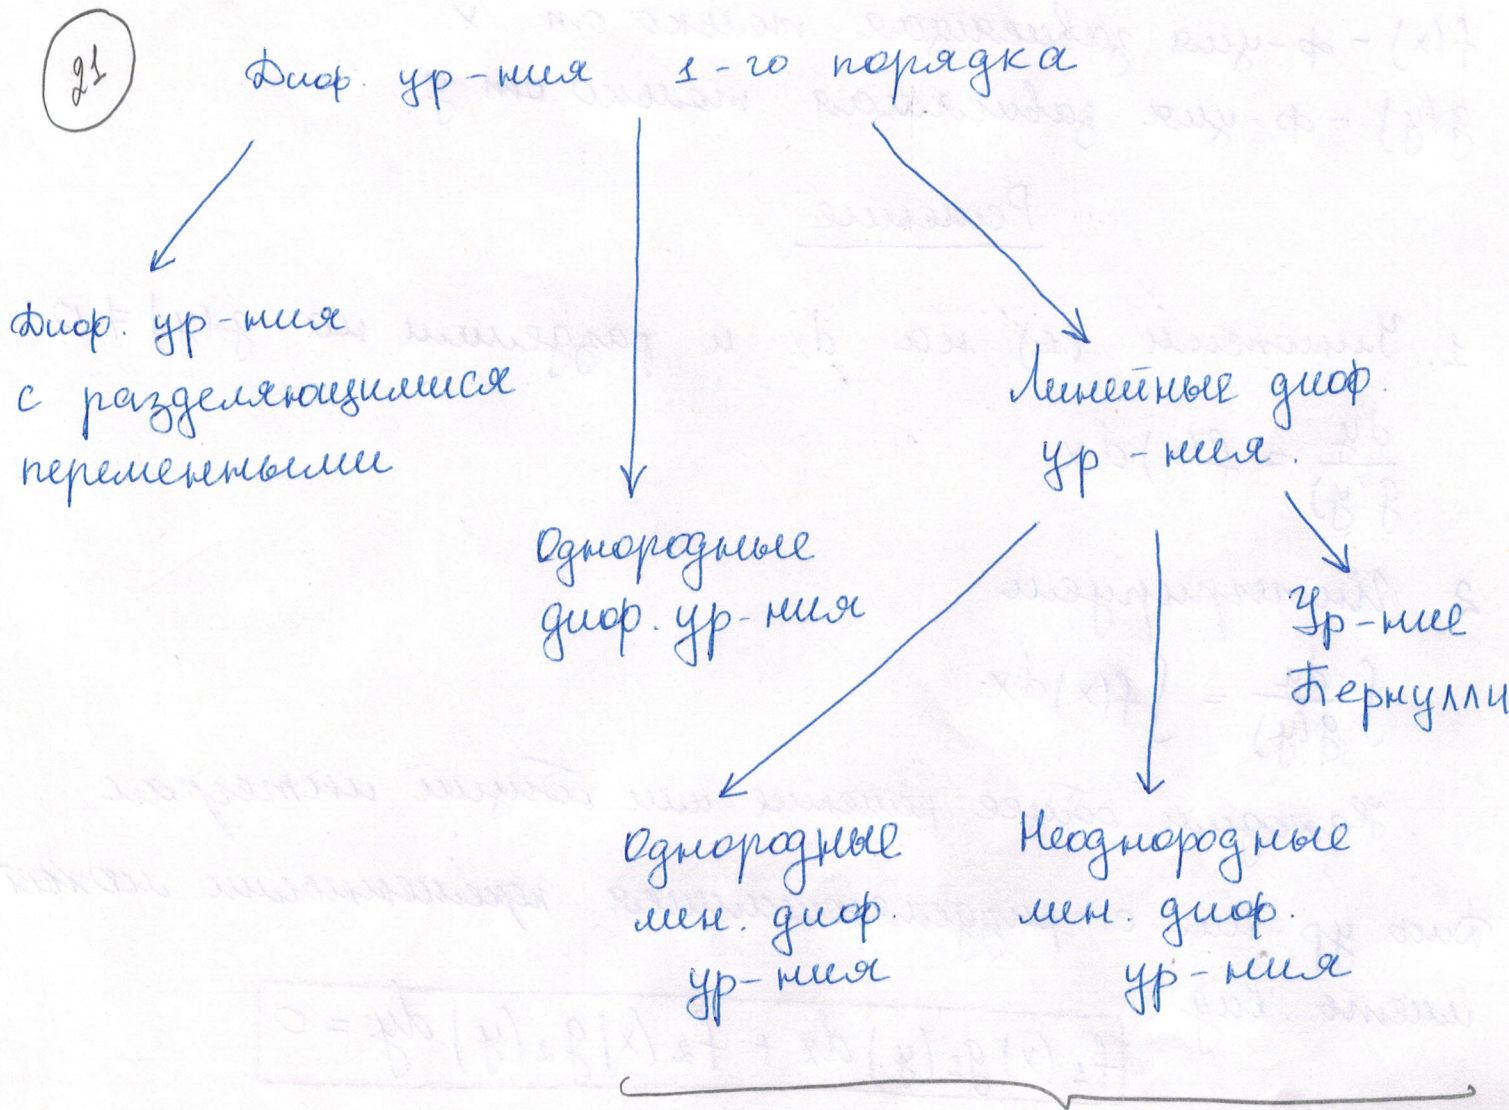 21
Диф. ур-ния 1-го порядка
Диф. ур-ния
с разделяющимися
переменными
Однородные
диф. ур-ния
Линейные диф.
ур-ния.
Ур-ние
Бернулли
Однородные
лин. диф.
ур-ния
Неоднородные
лин. диф.
ур-ния